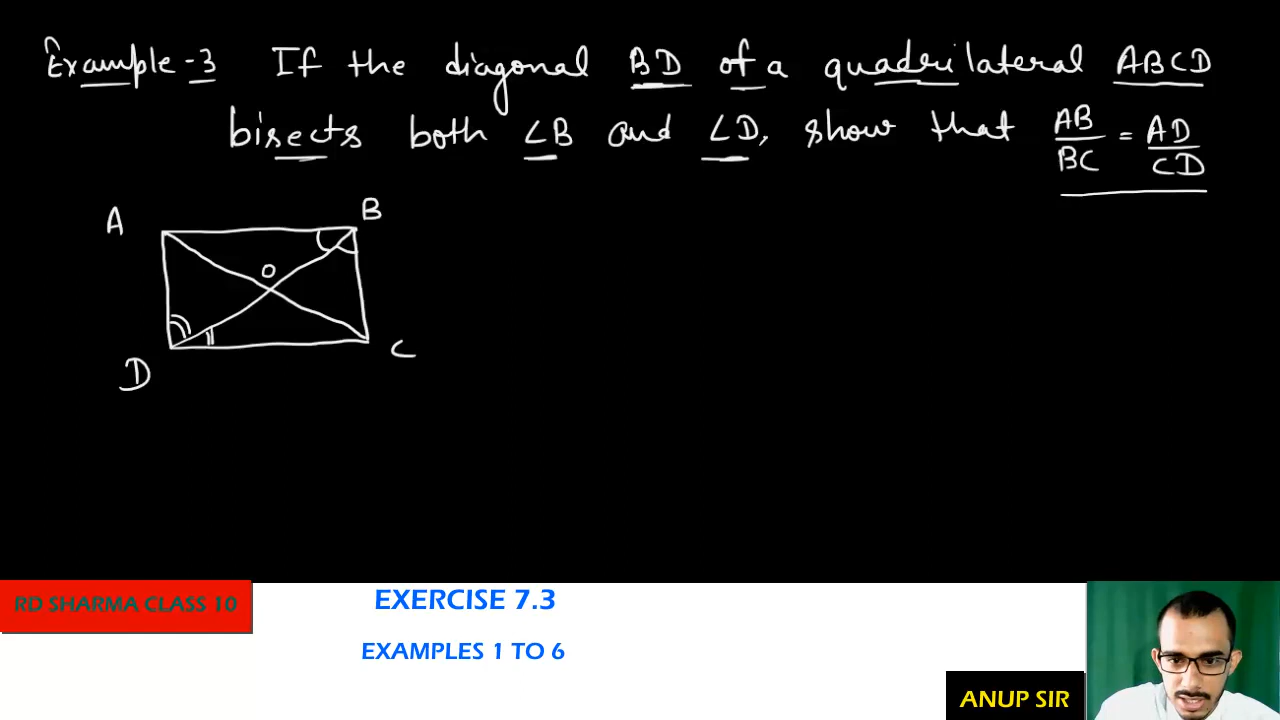 Example-3 If the diagonal BD of a quadrilateral ABCD
bisects both ∠B and ∠D, show that AB/BC = AD/CD
A
B
O
D
C
RD SHARMA CLASS 10
EXERCISE 7.3
EXAMPLES 1 TO 6
ANUP SIR